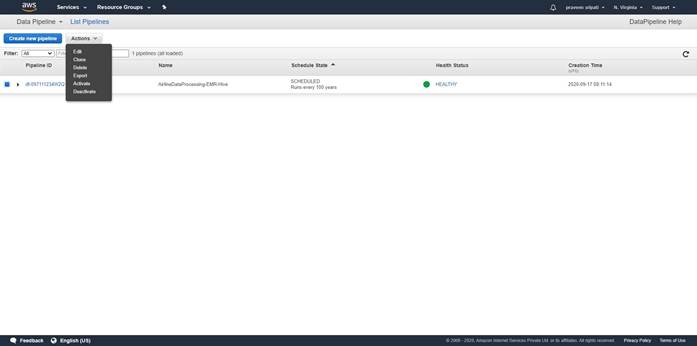 aws
Services
Resource Groups
praveen sripati
N. Virginia
Support
Data Pipeline
List Pipelines
DataPipeline Help
Create new pipeline
Actions
Filter: All
1 pipelines (all loaded)
Edit
Clone
Delete
Export
Activate
Deactivate
Pipeline ID
Name
Schedule State
Health Status
Creation Time
(UTC)
AirlineDataProcessing-EMR-Hive
SCHEDULED
Runs every 100 years
HEALTHY
2020-09-17 08:11:14
Feedback
English (US)
© 2008 - 2020, Amazon Internet Services Private Ltd. or its affiliates. All rights reserved.
Privacy Policy
Terms of Use